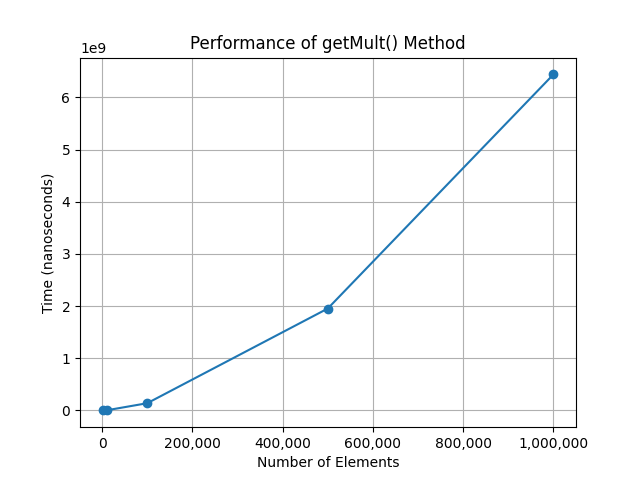 Performance of getMult() Method
1e9
6
5
4
3
2
1
0
Time (nanoseconds)
0 200,000 400,000 600,000 800,000 1,000,000
Number of Elements